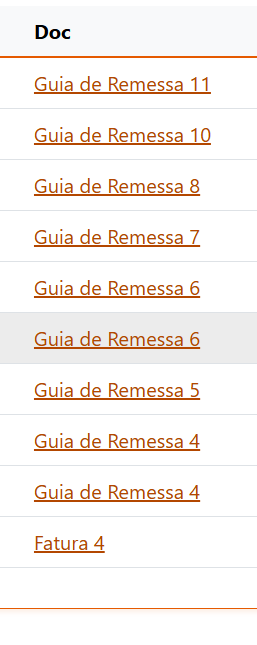 Doc
Guia de Remessa 11
Guia de Remessa 10
Guia de Remessa 8
Guia de Remessa 7
Guia de Remessa 6
Guia de Remessa 6
Guia de Remessa 5
Guia de Remessa 4
Guia de Remessa 4
Fatura 4